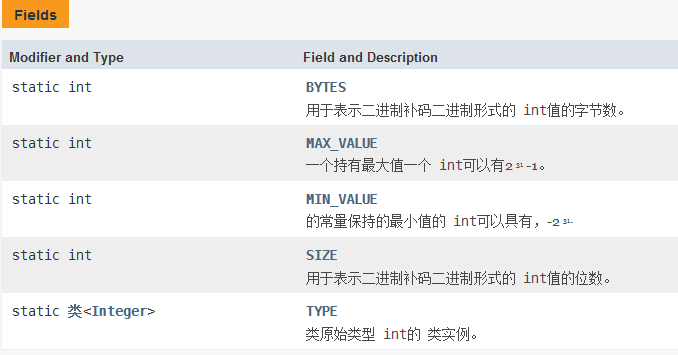 Fields
Modifier and Type Field and Description
static int BYTES
用于表示二进制补码二进制形式的 int值的字节数。
static int MAX_VALUE
一个持有最大值一个 int可以有2 31 -1。
static int MIN_VALUE
的常量保持的最小值的 int可以具有，-2 31.
static int SIZE
用于表示二进制补码二进制形式的 int值的位数。
static 类<Integer> TYPE
类原始类型 int的 类实例。